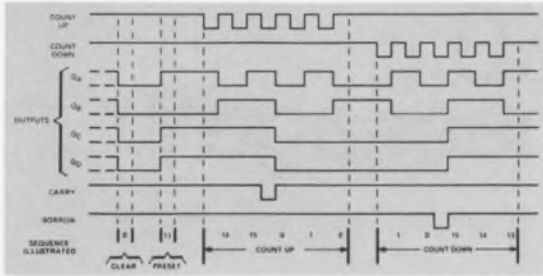 COUNT
UP
COUNT
DOWN
QA
QB
OUTPUTS
QC
QD
CARRY
BORROW
SEQUENCE
ILLUSTRATED
0
14 15 0 1 2
1 0 15 14 13
COUNT UP
COUNT DOWN
CLEAR
PRESET